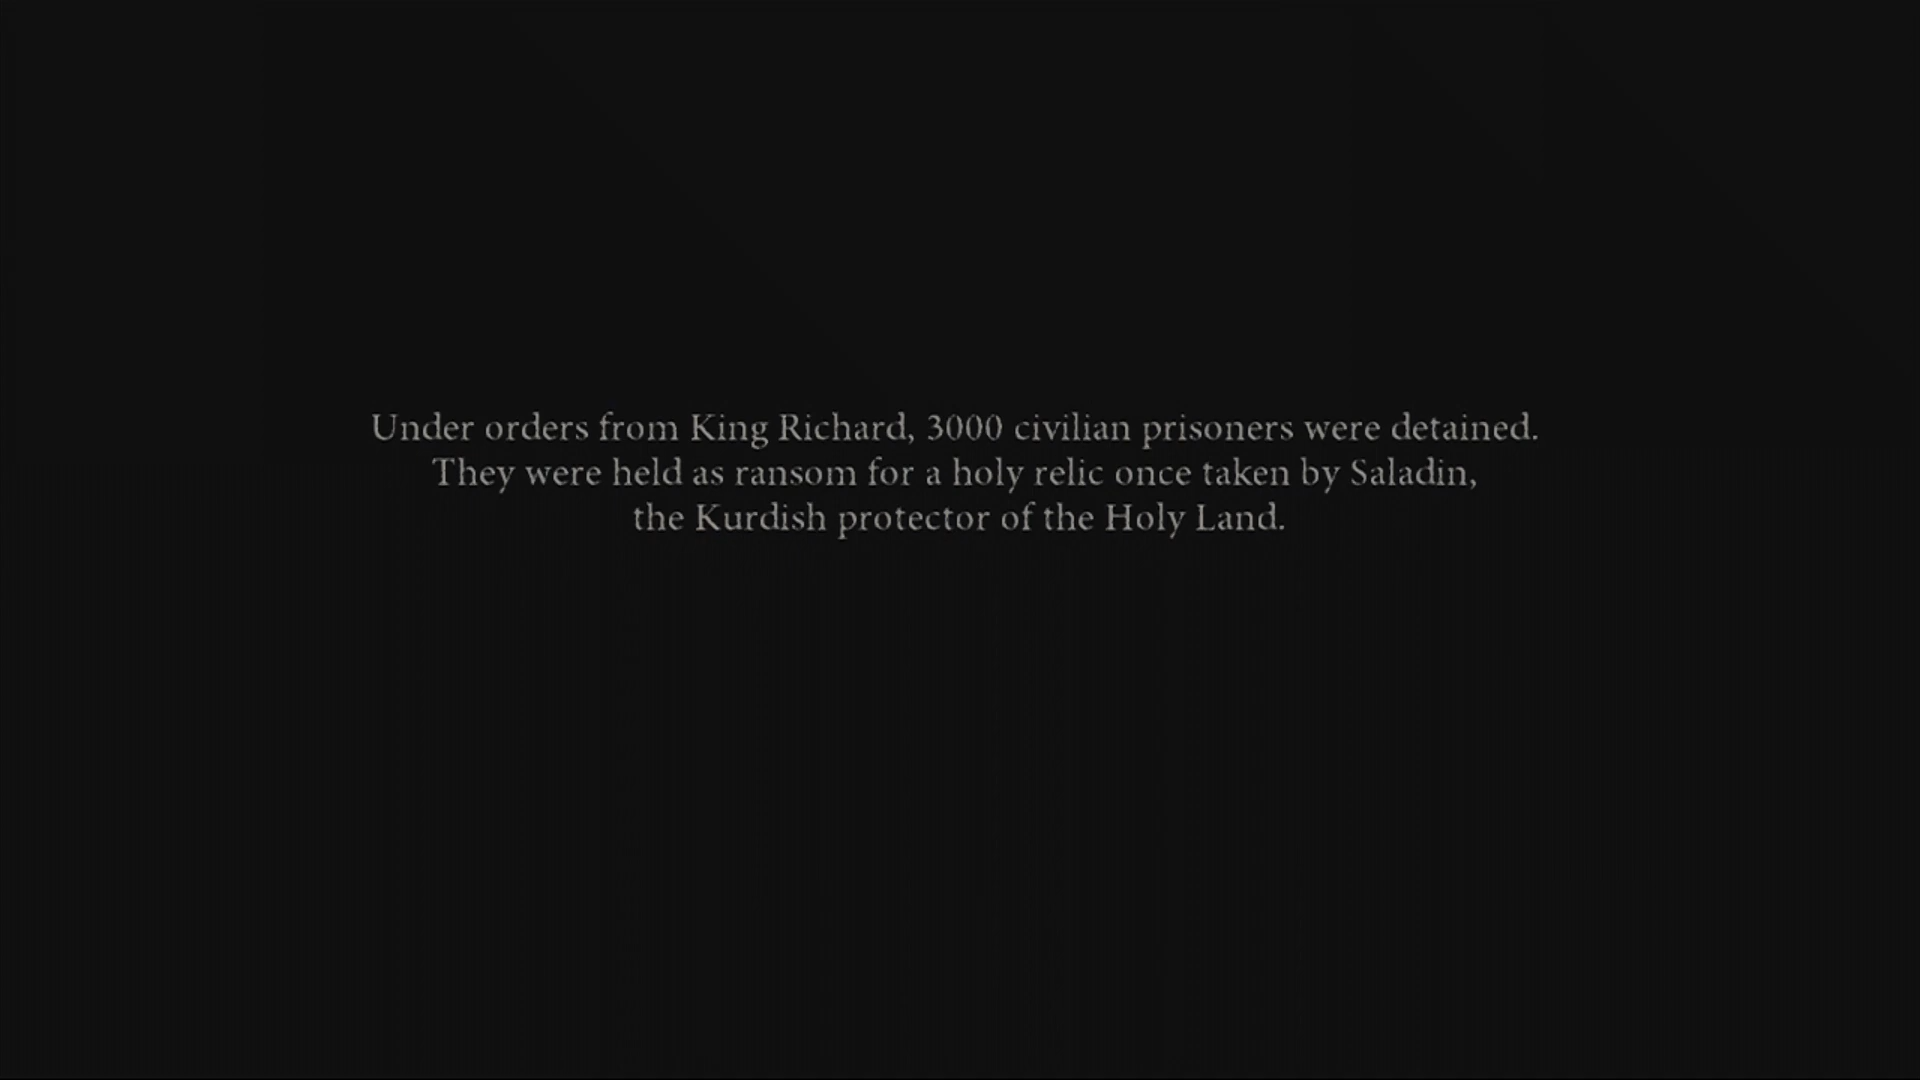 Under orders from King Richard, 3000 civilian prisoners were detained.
They were held as ransom for a holy relic once taken by Saladin,
the Kurdish protector of the Holy Land.